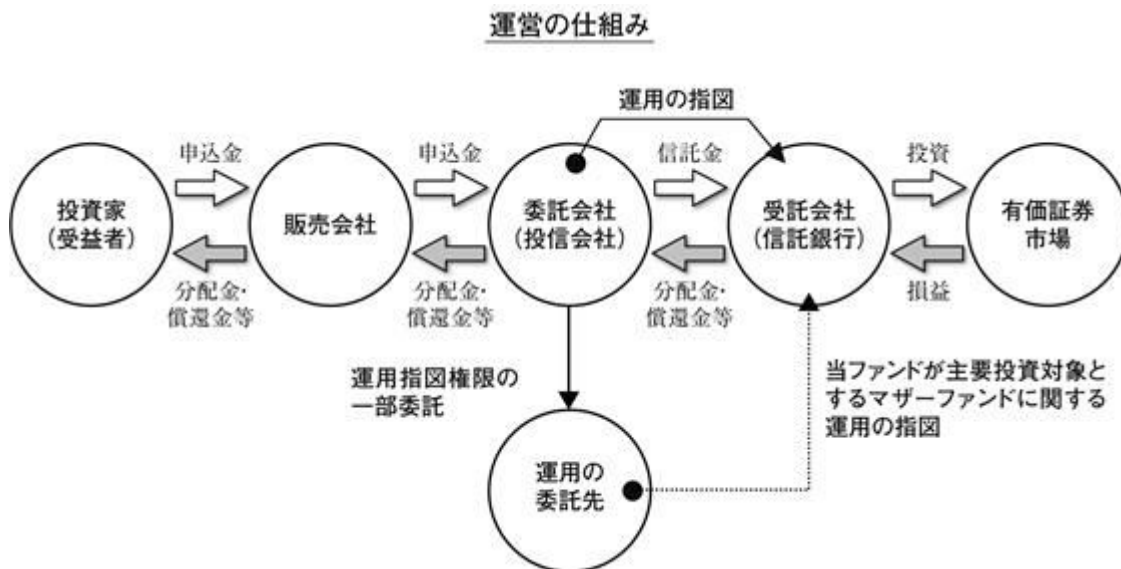 運営の仕組み
運用の指図
申込金
申込金
信託金
投資
投資家
(受益者)
販売会社
委託会社
(投信会社)
受託会社
(信託銀行)
有価証券
市場
分配金・
償還金等
分配金・
償還金等
分配金・
償還金等
損益
運用指図権限の
一部委託
当ファンドが主要投資対象と
するマザーファンドに関する
運用の指図
運用の
委託先